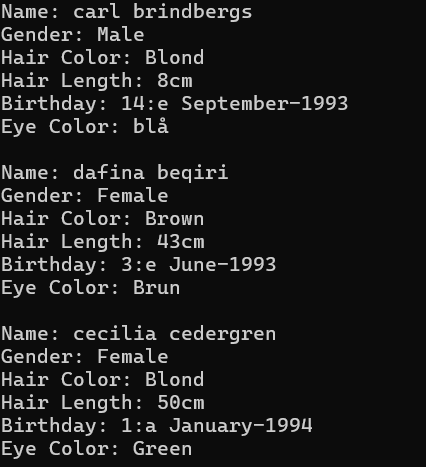 Name: carl brindbergs
Gender: Male
Hair Color: Blond
Hair Length: 8cm
Birthday: 14:e September-1993
Eye Color: blå
Name: dafina beqiri
Gender: Female
Hair Color: Brown
Hair Length: 43cm
Birthday: 3:e June-1993
Eye Color: Brun
Name: cecilia cedergren
Gender: Female
Hair Color: Blond
Hair Length: 50cm
Birthday: 1:a January-1994
Eye Color: Green